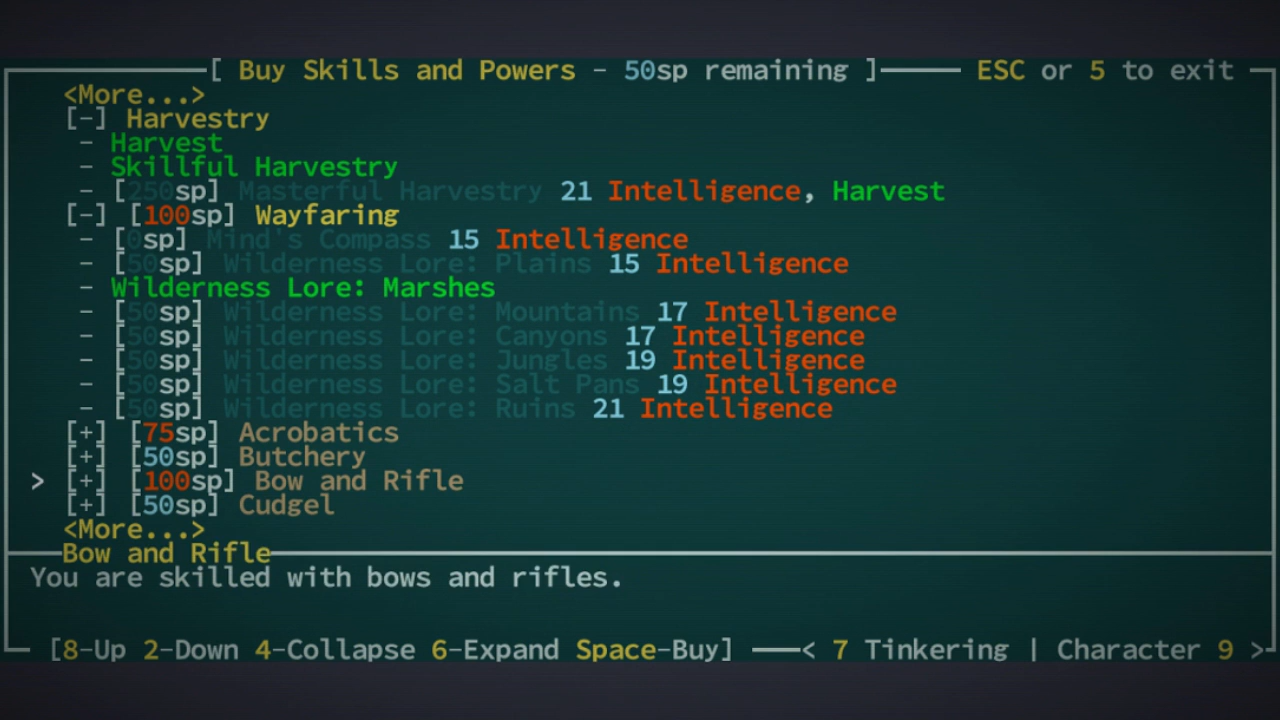 [ Buy Skills and Powers - 50sp remaining ] ESC or 5 to exit
<More...>
[-] Harvestry
- Harvest
- Skillful Harvestry
- [250sp] Masterful Harvestry 21 Intelligence, Harvest
[-] [100sp] Wayfaring
- [0sp] Mind's Compass 15 Intelligence
- [50sp] Wilderness Lore: Plains 15 Intelligence
- Wilderness Lore: Marshes
- [50sp] Wilderness Lore: Mountains 17 Intelligence
- [50sp] Wilderness Lore: Canyons 17 Intelligence
- [50sp] Wilderness Lore: Jungles 19 Intelligence
- [50sp] Wilderness Lore: Salt Pans 19 Intelligence
- [50sp] Wilderness Lore: Ruins 21 Intelligence
[+] [75sp] Acrobatics
[+] [50sp] Butchery
> [+] [100sp] Bow and Rifle
[+] [50sp] Cudgel
<More...>
Bow and Rifle
You are skilled with bows and rifles.
[8-Up 2-Down 4-Collapse 6-Expand Space-Buy] < 7 Tinkering | Character 9 >